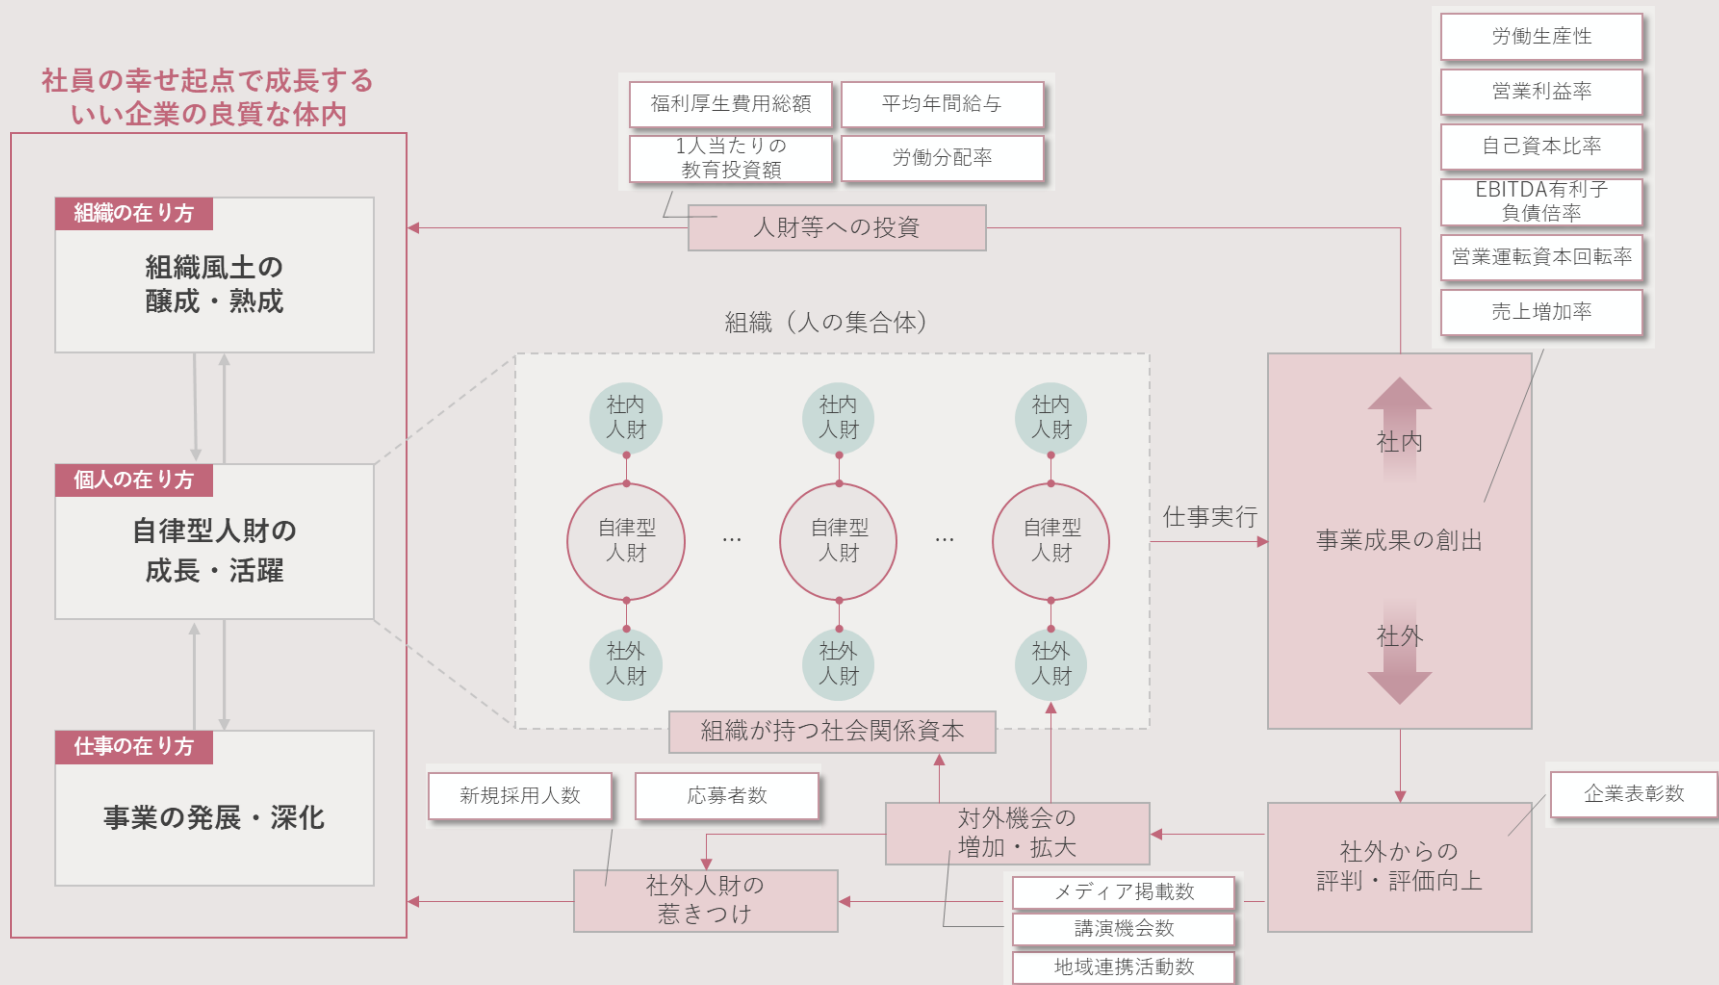 社員の幸せ起点で成長する
いい企業の良質な体内
組織の在り方
組織風土の
醸成・熟成
個人の在り方
自律型人財の
成長・活躍
仕事の在り方
事業の発展・深化
福利厚生費用総額
平均年間給与
1人当たりの
教育投資額
労働分配率
人財等への投資
組織（人の集合体）
社内
人財
社内
人財
社内
人財
自律型
人財
…
自律型
人財
…
自律型
人財
社外
人財
社外
人財
社外
人財
組織が持つ社会関係資本
仕事実行
労働生産性
営業利益率
自己資本比率
EBITDA有利子
負債倍率
営業運転資本回転率
売上増加率
社内
事業成果の創出
社外
企業表彰数
社外からの
評判・評価向上
対外機会の
増加・拡大
メディア掲載数
講演機会数
地域連携活動数
新規採用人数
応募者数
社外人財の
惹きつけ